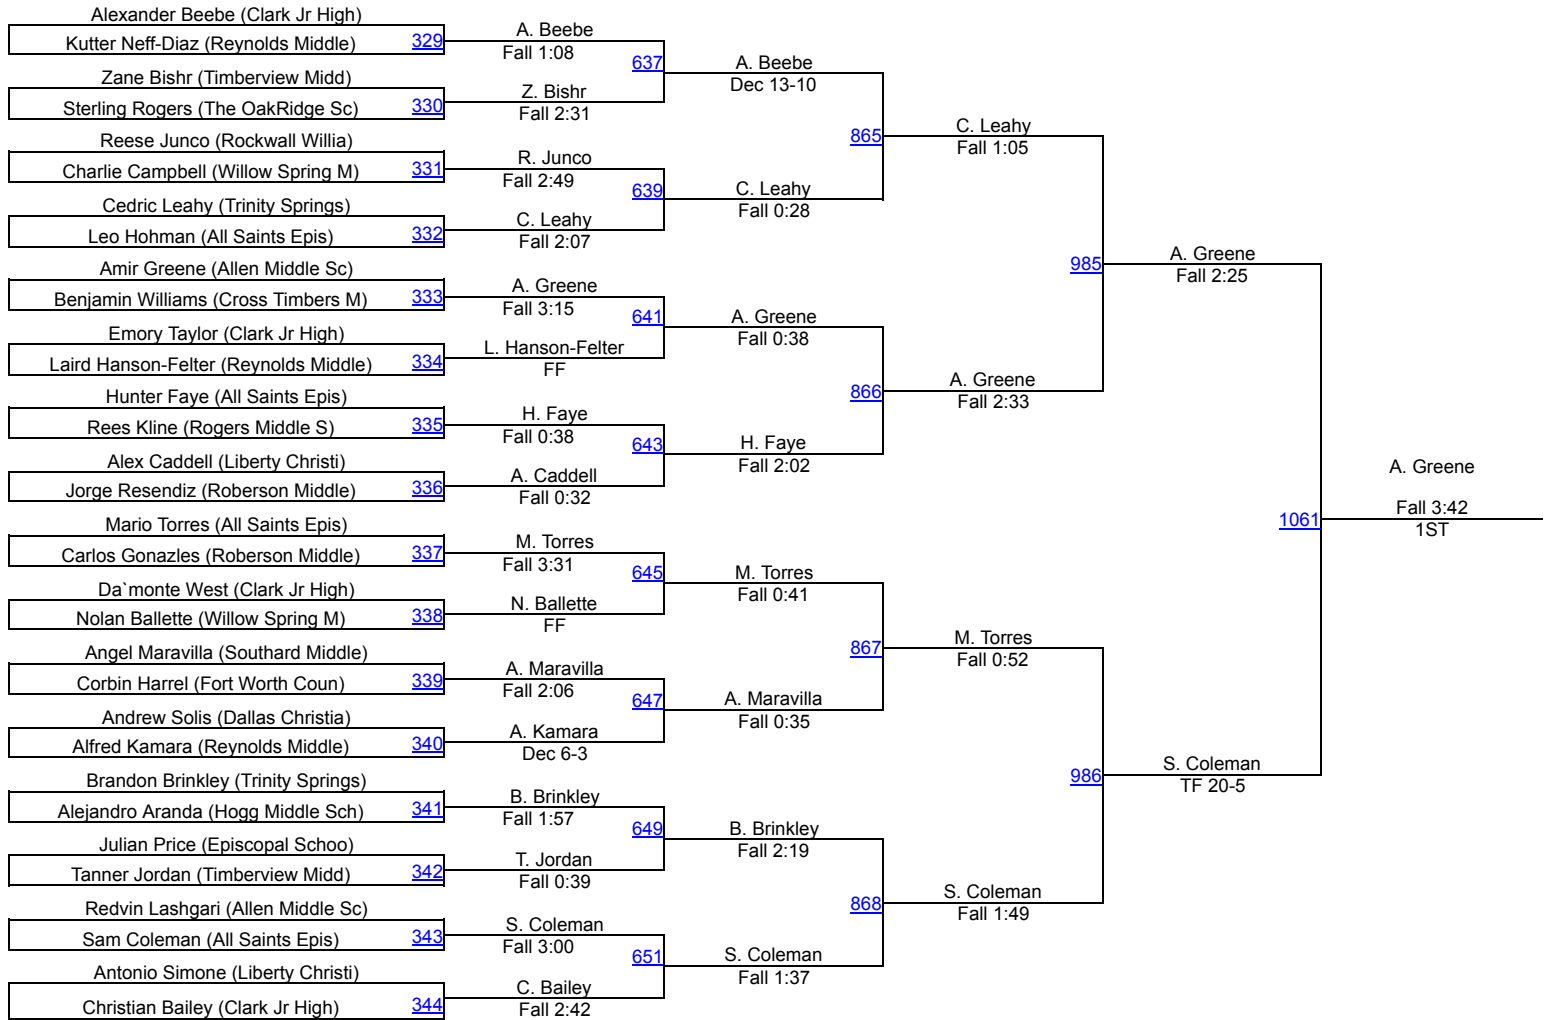 Alexander Beebe (Clark Jr High)
Kutter Neff-Diaz (Reynolds Middle) 329
Zane Bishr (Timberview Midd)
Sterling Rogers (The OakRidge Sc) 330
Reese Junco (Rockwall Willia)
Charlie Campbell (Willow Spring M) 331
Cedric Leahy (Trinity Springs)
Leo Hohman (All Saints Epis) 332
Amir Greene (Allen Middle Sc)
Benjamin Williams (Cross Timbers M) 333
Emory Taylor (Clark Jr High)
Laird Hanson-Felter (Reynolds Middle) 334
Hunter Faye (All Saints Epis)
Rees Kline (Rogers Middle S) 335
Alex Caddell (Liberty Christi)
Jorge Resendiz (Roberson Middle) 336
Mario Torres (All Saints Epis)
Carlos Gonazles (Roberson Middle) 337
Da`monte West (Clark Jr High)
Nolan Ballette (Willow Spring M) 338
Angel Maravilla (Southard Middle)
Corbin Harrel (Fort Worth Coun) 339
Andrew Solis (Dallas Christia)
Alfred Kamara (Reynolds Middle) 340
Brandon Brinkley (Trinity Springs)
Alejandro Aranda (Hogg Middle Sch) 341
Julian Price (Episcopal Schoo)
Tanner Jordan (Timberview Midd) 342
Redvin Lashgari (Allen Middle Sc)
Sam Coleman (All Saints Epis) 343
Antonio Simone (Liberty Christi)
Christian Bailey (Clark Jr High) 344
A. Beebe
Fall 1:08
637
Z. Bishr
Fall 2:31
R. Junco
Fall 2:49
639
C. Leahy
Fall 2:07
A. Greene
Fall 3:15
641
L. Hanson-Felter
FF
H. Faye
Fall 0:38
643
A. Caddell
Fall 0:32
M. Torres
Fall 3:31
645
N. Ballette
FF
A. Maravilla
Fall 2:06
647
A. Kamara
Dec 6-3
B. Brinkley
Fall 1:57
649
T. Jordan
Fall 0:39
S. Coleman
Fall 3:00
651
C. Bailey
Fall 2:42
A. Beebe
Dec 13-10
865
C. Leahy
Fall 0:28
A. Greene
Fall 0:38
866
H. Faye
Fall 2:02
M. Torres
Fall 0:41
867
A. Maravilla
Fall 0:35
B. Brinkley
Fall 2:19
868
S. Coleman
Fall 1:37
C. Leahy
Fall 1:05
985
A. Greene
Fall 2:33
M. Torres
Fall 0:52
986
S. Coleman
Fall 1:49
A. Greene
Fall 2:25
1061
S. Coleman
TF 20-5
A. Greene
Fall 3:42
1ST